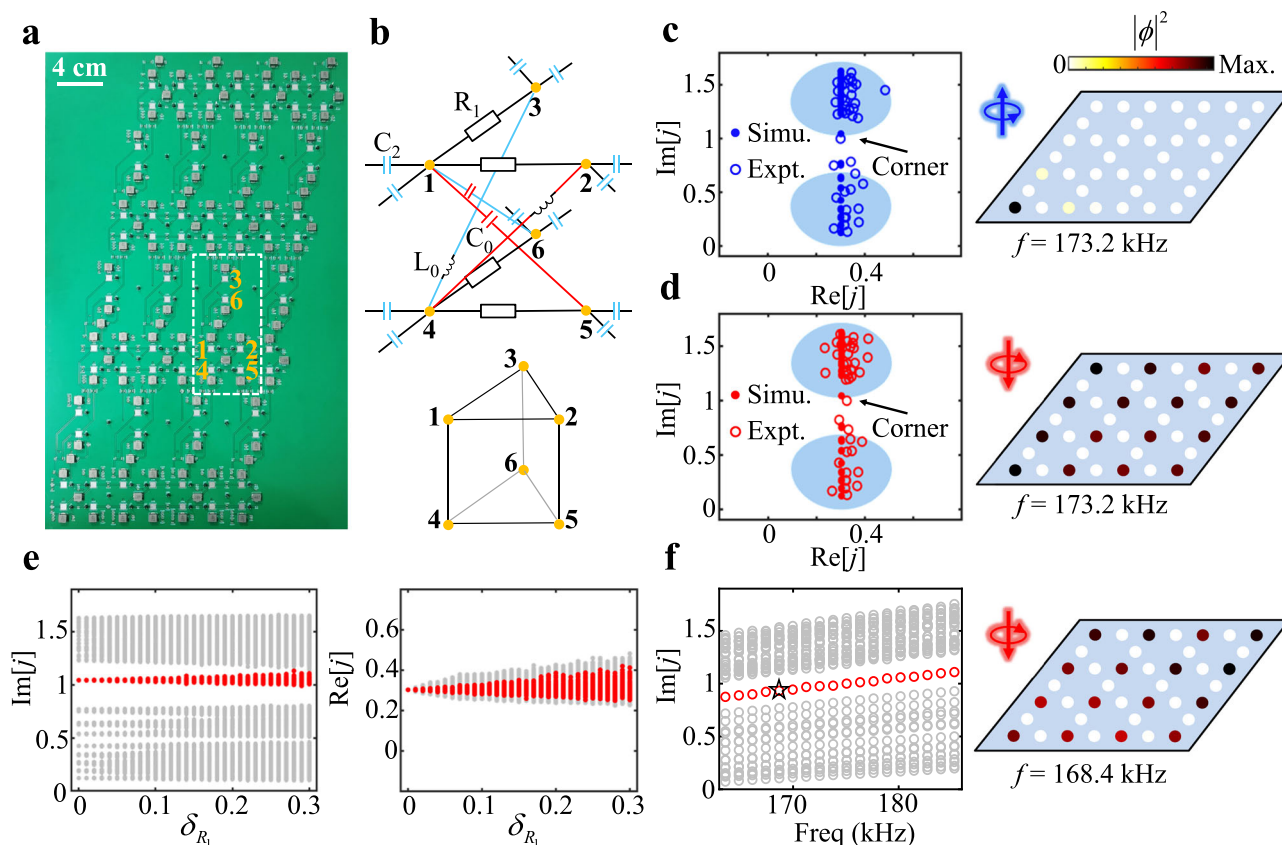 a
4 cm
3
6
1
2
4
5
b
3
R1
C2
1
2
C0
6
L0
4
5
3
1
2
6
4
5
c
Im[j]
1.5
1
0.5
0
Simu.
Expt.
Corner
0
0.4
Re[j]
|ϕ|²
0
Max.
f = 173.2 kHz
d
Im[j]
1.5
1
0.5
0
Simu.
Expt.
Corner
0
0.4
Re[j]
f = 173.2 kHz
e
Im[j]
1.5
1
0.5
0
0
0.1
0.2
0.3
δR1
Re[j]
0.6
0.4
0.2
0
0
0.1
0.2
0.3
δR1
f
Im[j]
1.5
1
0.5
0
170
180
Freq (kHz)
f = 168.4 kHz